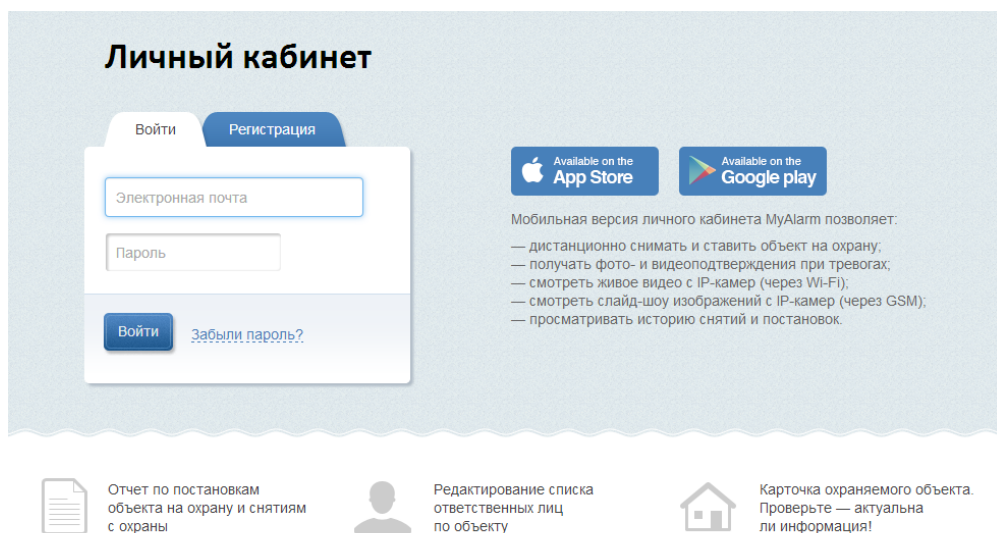 Личный кабинет
Войти
Регистрация
Электронная почта
Пароль
Войти
Забыли пароль?
Available on the
App Store
Available on the
Google play
Мобильная версия личного кабинета MyAlarm позволяет:
— дистанционно снимать и ставить объект на охрану;
— получать фото- и видеоподтверждения при тревогах;
— смотреть живое видео с IP-камер (через Wi-Fi);
— смотреть слайд-шоу изображений с IP-камер (через GSM);
— просматривать историю снятий и постановок.
Отчет по постановкам
объекта на охрану и снятиям
с охраны
Редактирование списка
ответственных лиц
по объекту
Карточка охраняемого объекта.
Проверьте — актуальна
ли информация!